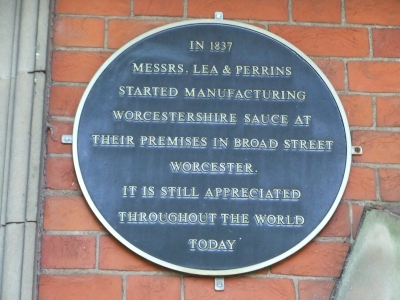 IN 1837
MESSRS. LEA & PERRINS
STARTED MANUFACTURING
WORCESTERSHIRE SAUCE AT
THEIR PREMISES IN BROAD STREET
WORCESTER.
IT IS STILL APPRECIATED
THROUGHOUT THE WORLD
TODAY